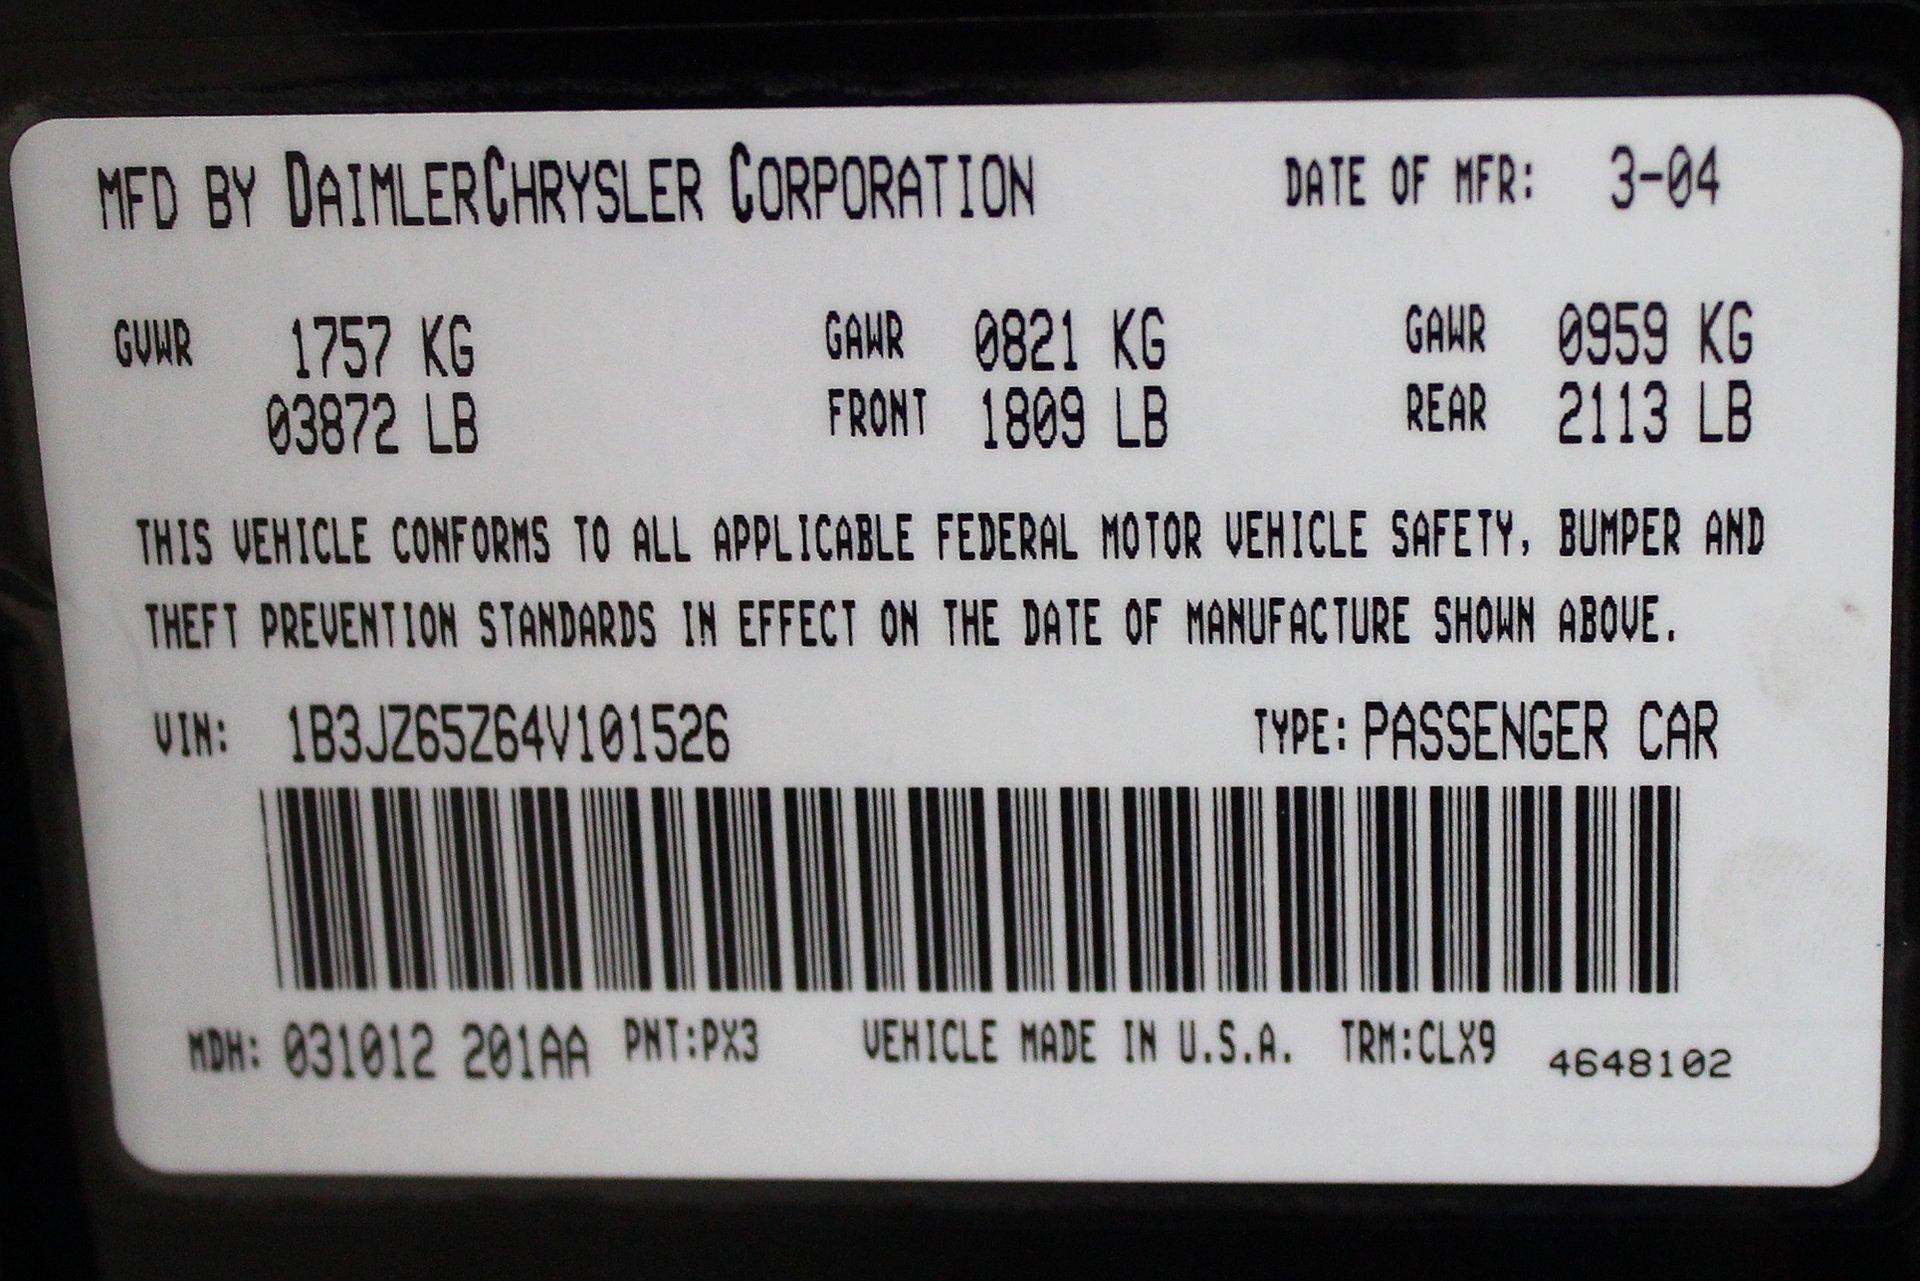 MFD BY DAIMLERCHRYSLER CORPORATION DATE OF MFR: 3-04
GVWR 1757 KG GAWR 0821 KG GAWR 0959 KG
03872 LB FRONT 1809 LB REAR 2113 LB
THIS VEHICLE CONFORMS TO ALL APPLICABLE FEDERAL MOTOR VEHICLE SAFETY, BUMPER AND
THEFT PREVENTION STANDARDS IN EFFECT ON THE DATE OF MANUFACTURE SHOWN ABOVE.
VIN: 1B3JZ65Z64V101526 TYPE: PASSENGER CAR
MDH: 031012 201AA PNT:PX3 VEHICLE MADE IN U.S.A. TRM:CLX9 4648102